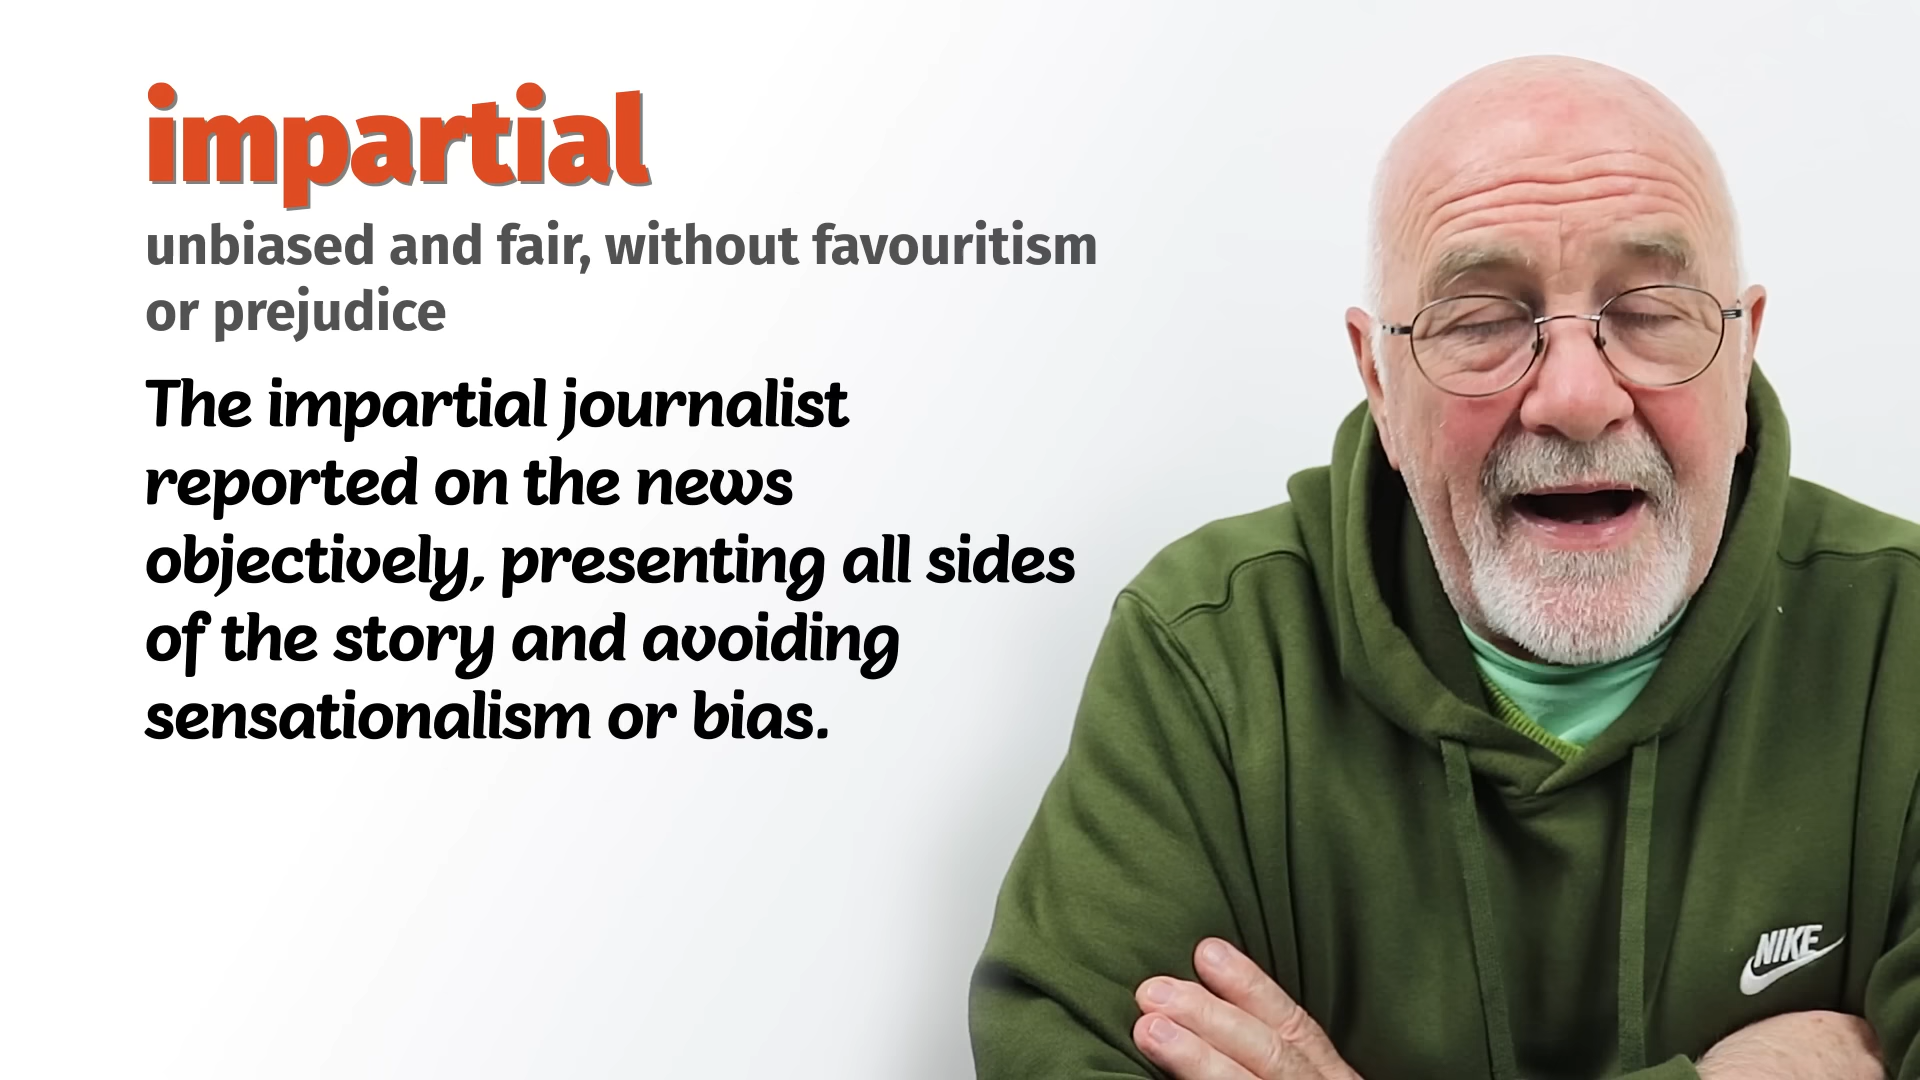 impartial
unbiased and fair, without favouritism
or prejudice
The impartial journalist
reported on the news
objectively, presenting all sides
of the story and avoiding
sensationalism or bias.
NIKE